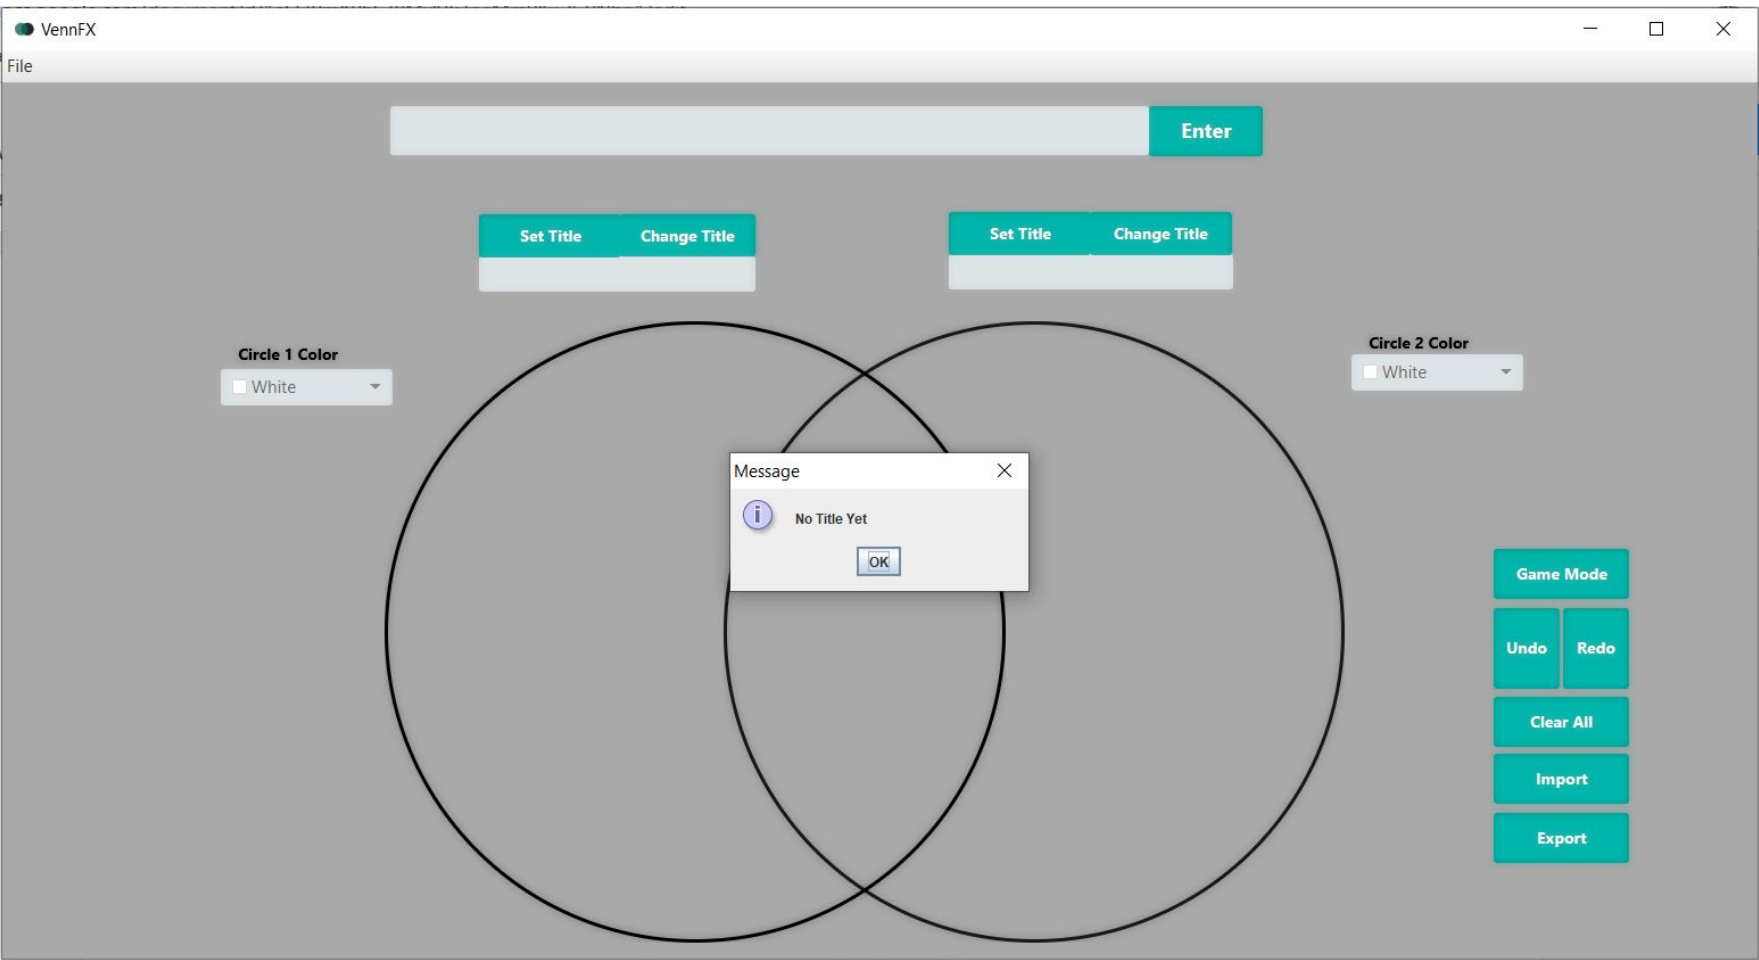 VennFX
File
Enter
Set Title Change Title
Set Title Change Title
Circle 1 Color
White
Circle 2 Color
White
Message
i
No Title Yet
OK
Game Mode
Undo Redo
Clear All
Import
Export